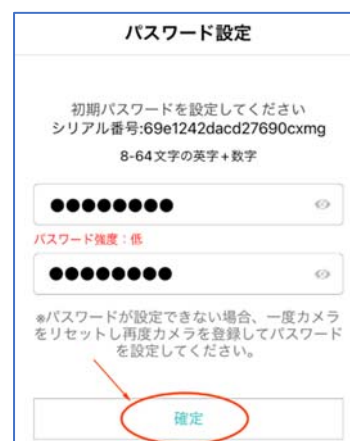 パスワード設定
初期パスワードを設定してください
シリアル番号:69e1242dacd27690cxmg
8-64文字の英字+数字
●●●●●●●●
パスワード強度：低
●●●●●●●●
※パスワードが設定できない場合、一度カメラ
をリセットし再度カメラを登録してパスワード
を設定してください。
確定